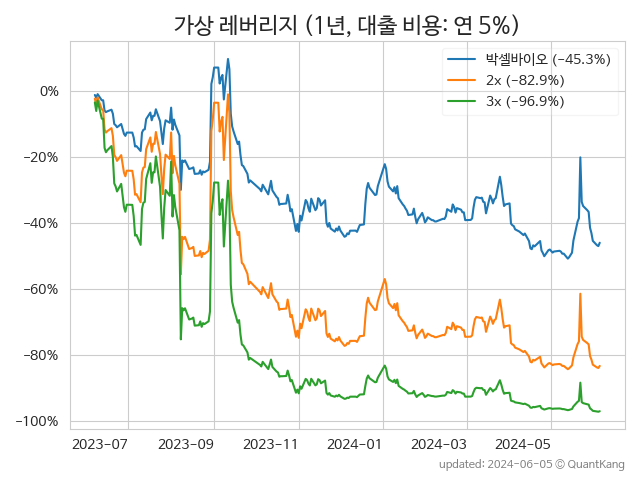 가상 레버리지 (1년, 대출 비용: 연 5%)
박셀바이오 (−45.3%)
2x (−82.9%)
3x (−96.9%)
0%
−20%
−40%
−60%
−80%
−100%
2023-07 2023-09 2023-11 2024-01 2024-03 2024-05
updated: 2024-06-05 ⓒ QuantKang